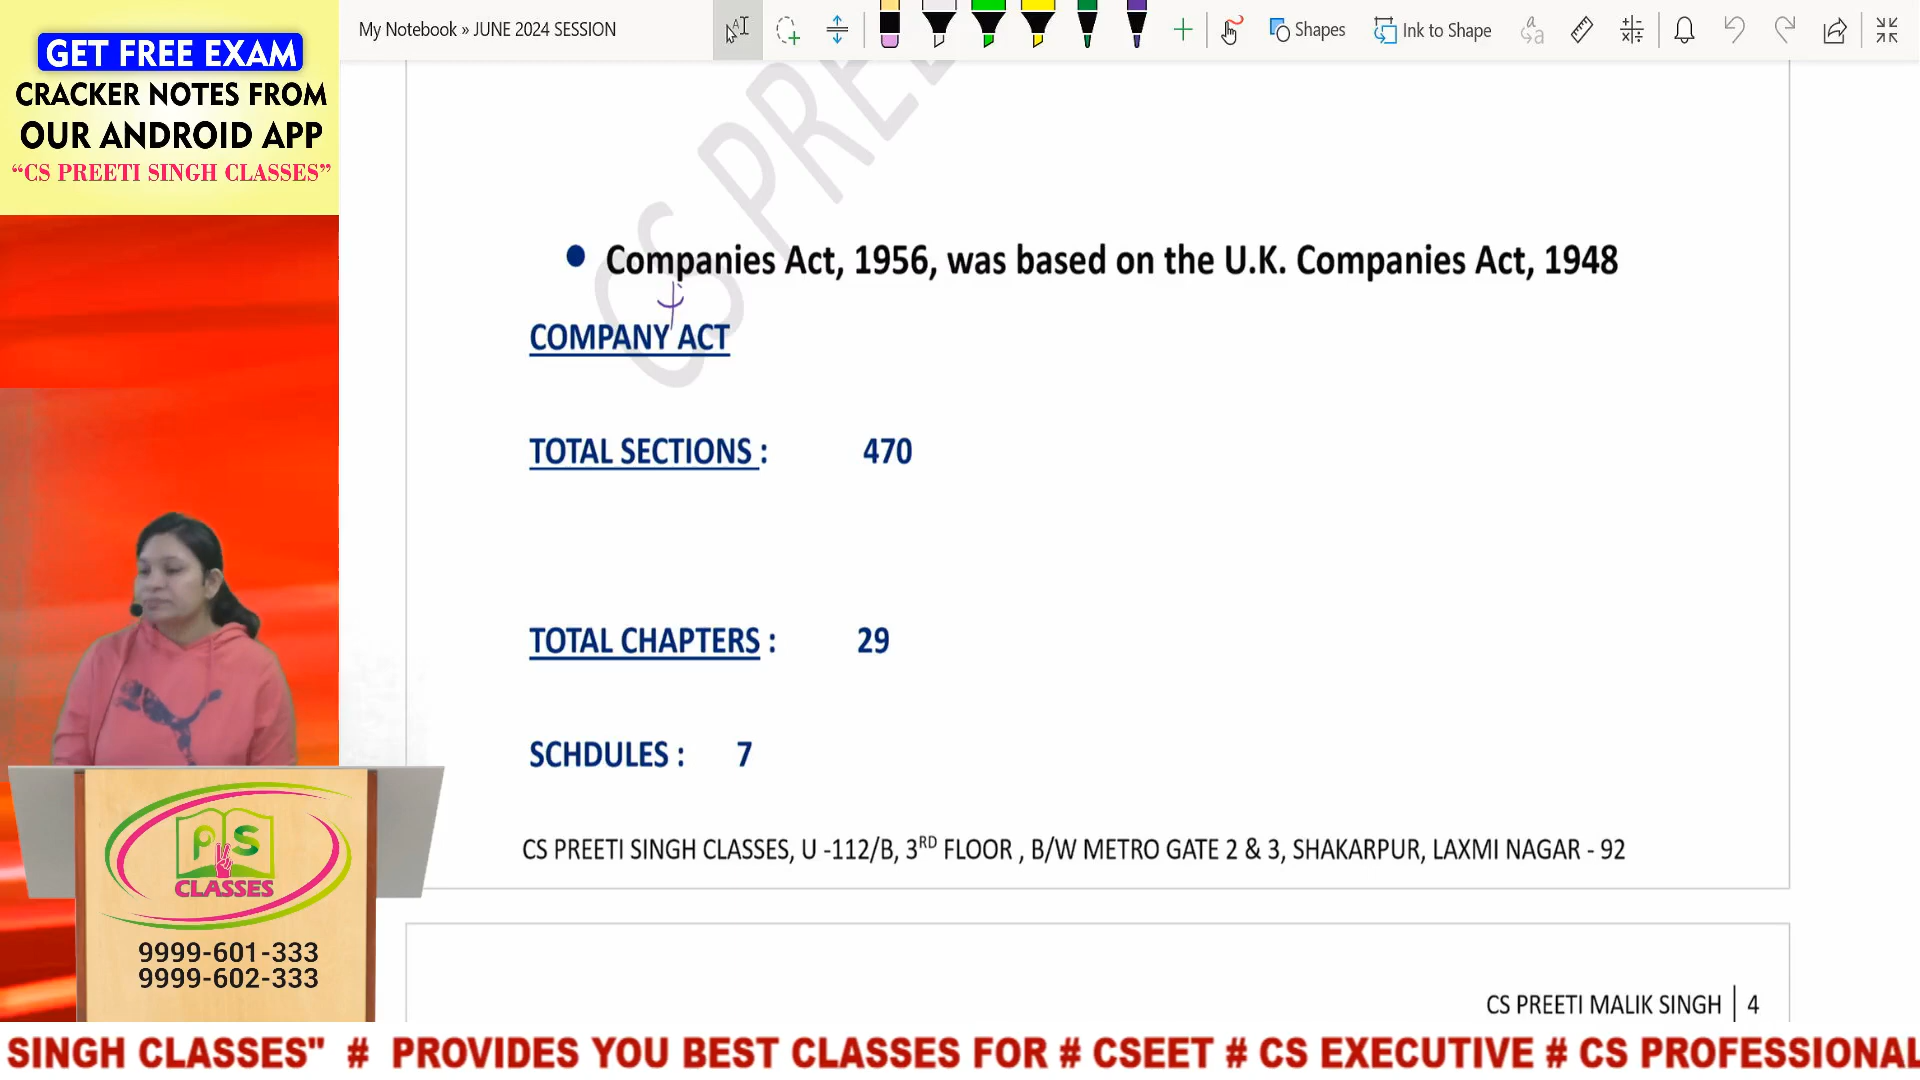 GET FREE EXAM
CRACKER NOTES FROM
OUR ANDROID APP
“CS PREETI SINGH CLASSES”
My Notebook » JUNE 2024 SESSION
Shapes
Ink to Shape
CS PREE
• Companies Act, 1956, was based on the U.K. Companies Act, 1948
COMPANY ACT
TOTAL SECTIONS : 470
TOTAL CHAPTERS : 29
SCHDULES : 7
CS PREETI SINGH CLASSES, U -112/B, 3RD FLOOR , B/W METRO GATE 2 & 3, SHAKARPUR, LAXMI NAGAR - 92
CS PREETI MALIK SINGH | 4
PS
CLASSES
9999-601-333
9999-602-333
SINGH CLASSES" # PROVIDES YOU BEST CLASSES FOR # CSEET # CS EXECUTIVE # CS PROFESSIONAL